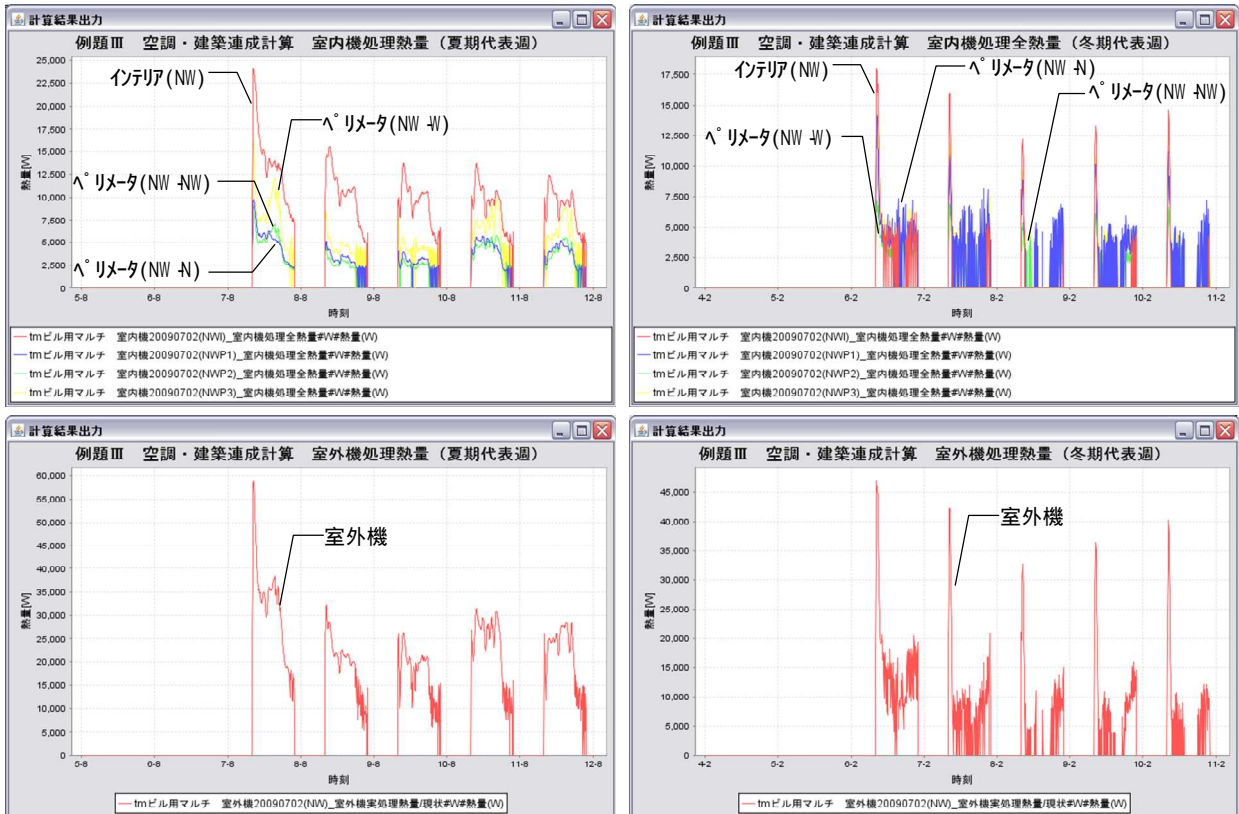 計算結果出力
例題Ⅲ 空調・建築連成計算 室内機処理熱量（夏期代表週）
25,000
22,500
20,000
17,500
15,000
12,500
10,000
7,500
5,000
2,500
0
熱量[W]
インテリア(NW)
ペリメータ(NW-W)
ペリメータ(NW-NW)
ペリメータ(NW-N)
5-8 6-8 7-8 8-8 9-8 10-8 11-8 12-8
時刻
tmビル用マルチ 室内機20090702(NWI)_室内機処理全熱量#W#熱量(W)
tmビル用マルチ 室内機20090702(NWP1)_室内機処理全熱量#W#熱量(W)
tmビル用マルチ 室内機20090702(NWP2)_室内機処理全熱量#W#熱量(W)
tmビル用マルチ 室内機20090702(NWP3)_室内機処理全熱量#W#熱量(W)
計算結果出力
例題Ⅲ 空調・建築連成計算 室内機処理全熱量（冬期代表週）
17,500
15,000
12,500
10,000
7,500
5,000
2,500
0
熱量[W]
インテリア(NW)
ペリメータ(NW-N)
ペリメータ(NW-NW)
ペリメータ(NW-W)
4-2 5-2 6-2 7-2 8-2 9-2 10-2 11-2
時刻
tmビル用マルチ 室内機20090702(NWI)_室内機処理全熱量#W#熱量(W)
tmビル用マルチ 室内機20090702(NWP1)_室内機処理全熱量#W#熱量(W)
tmビル用マルチ 室内機20090702(NWP2)_室内機処理全熱量#W#熱量(W)
tmビル用マルチ 室内機20090702(NWP3)_室内機処理全熱量#W#熱量(W)
計算結果出力
例題Ⅲ 空調・建築連成計算 室外機処理熱量（夏期代表週）
60,000
55,000
50,000
45,000
40,000
35,000
30,000
25,000
20,000
15,000
10,000
5,000
0
熱量[W]
室外機
5-8 6-8 7-8 8-8 9-8 10-8 11-8 12-8
時刻
tmビル用マルチ 室外機20090702(NW)_室外機実処理熱量/現状#W#熱量(W)
計算結果出力
例題Ⅲ 空調・建築連成計算 室外機処理熱量（冬期代表週）
45,000
40,000
35,000
30,000
25,000
20,000
15,000
10,000
5,000
0
熱量[W]
室外機
4-2 5-2 6-2 7-2 8-2 9-2 10-2 11-2
時刻
tmビル用マルチ 室外機20090702(NW)_室外機実処理熱量/現状#W#熱量(W)